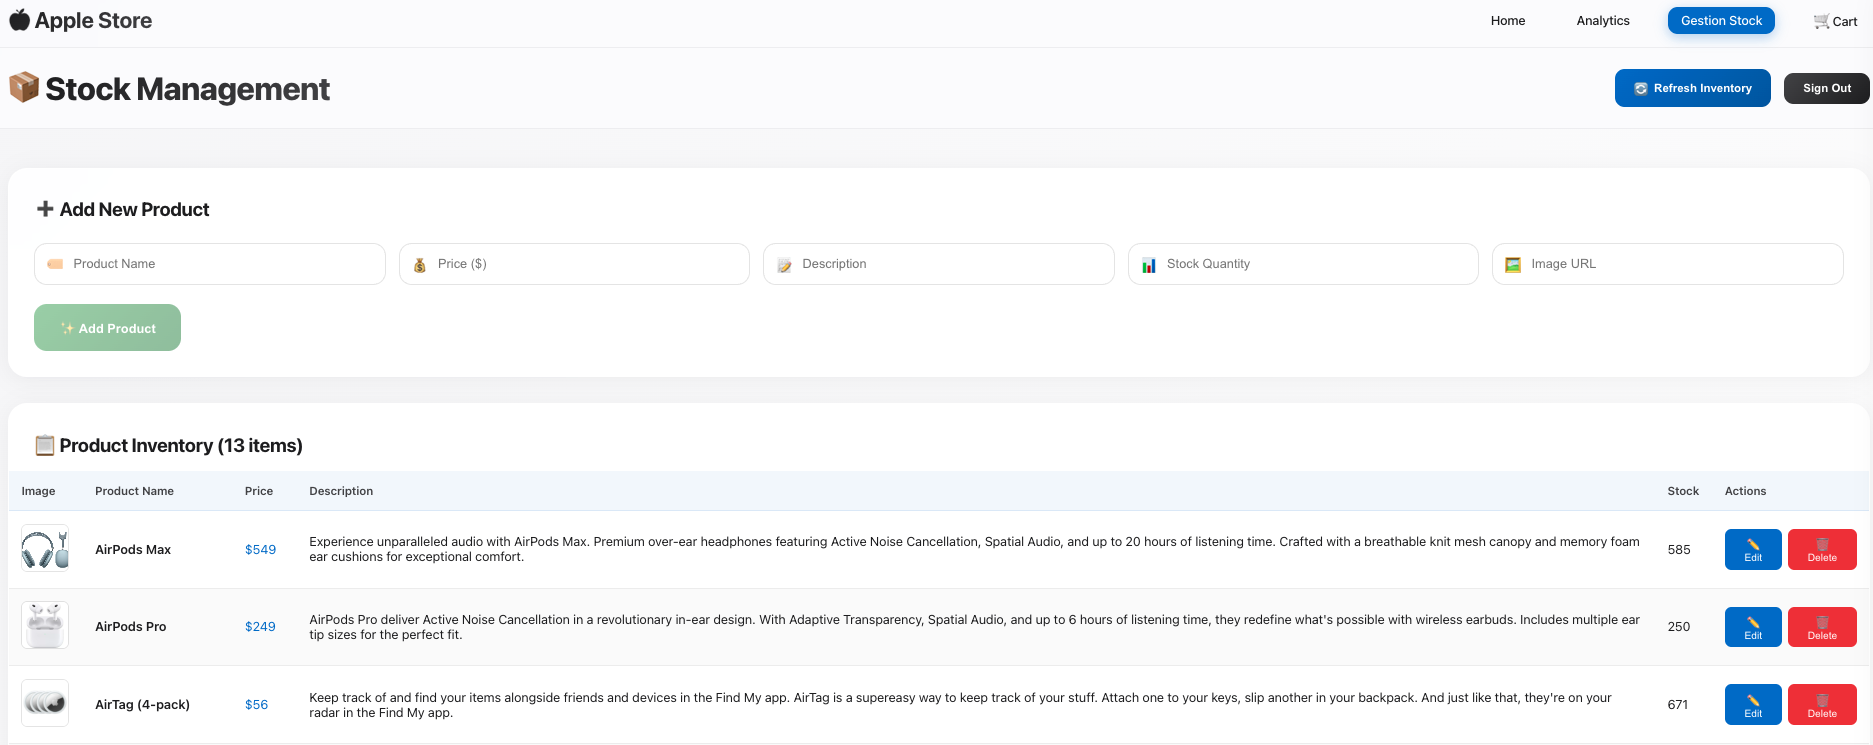 Apple Store
Home
Analytics
Gestion Stock
Cart
Stock Management
Refresh Inventory
Sign Out
Add New Product
Product Name
Price ($)
Description
Stock Quantity
Image URL
Add Product
Product Inventory (13 items)
Image
Product Name
Price
Description
Stock
Actions
AirPods Max
$549
Experience unparalleled audio with AirPods Max. Premium over-ear headphones featuring Active Noise Cancellation, Spatial Audio, and up to 20 hours of listening time. Crafted with a breathable knit mesh canopy and memory foam
ear cushions for exceptional comfort.
585
Edit
Delete
AirPods Pro
$249
AirPods Pro deliver Active Noise Cancellation in a revolutionary in-ear design. With Adaptive Transparency, Spatial Audio, and up to 6 hours of listening time, they redefine what's possible with wireless earbuds. Includes multiple ear
tip sizes for the perfect fit.
250
Edit
Delete
AirTag (4-pack)
$56
Keep track of and find your items alongside friends and devices in the Find My app. AirTag is a supereasy way to keep track of your stuff. Attach one to your keys, slip another in your backpack. And just like that, they're on your
radar in the Find My app.
671
Edit
Delete